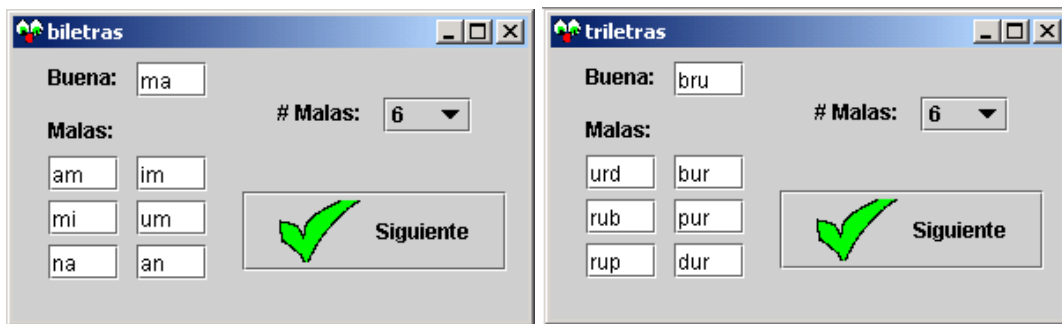 biletras
Buena: ma
# Malas: 6
Malas:
am im
mi um
na an
Siguiente
triletras
Buena: bru
# Malas: 6
Malas:
urd bur
rub pur
rup dur
Siguiente